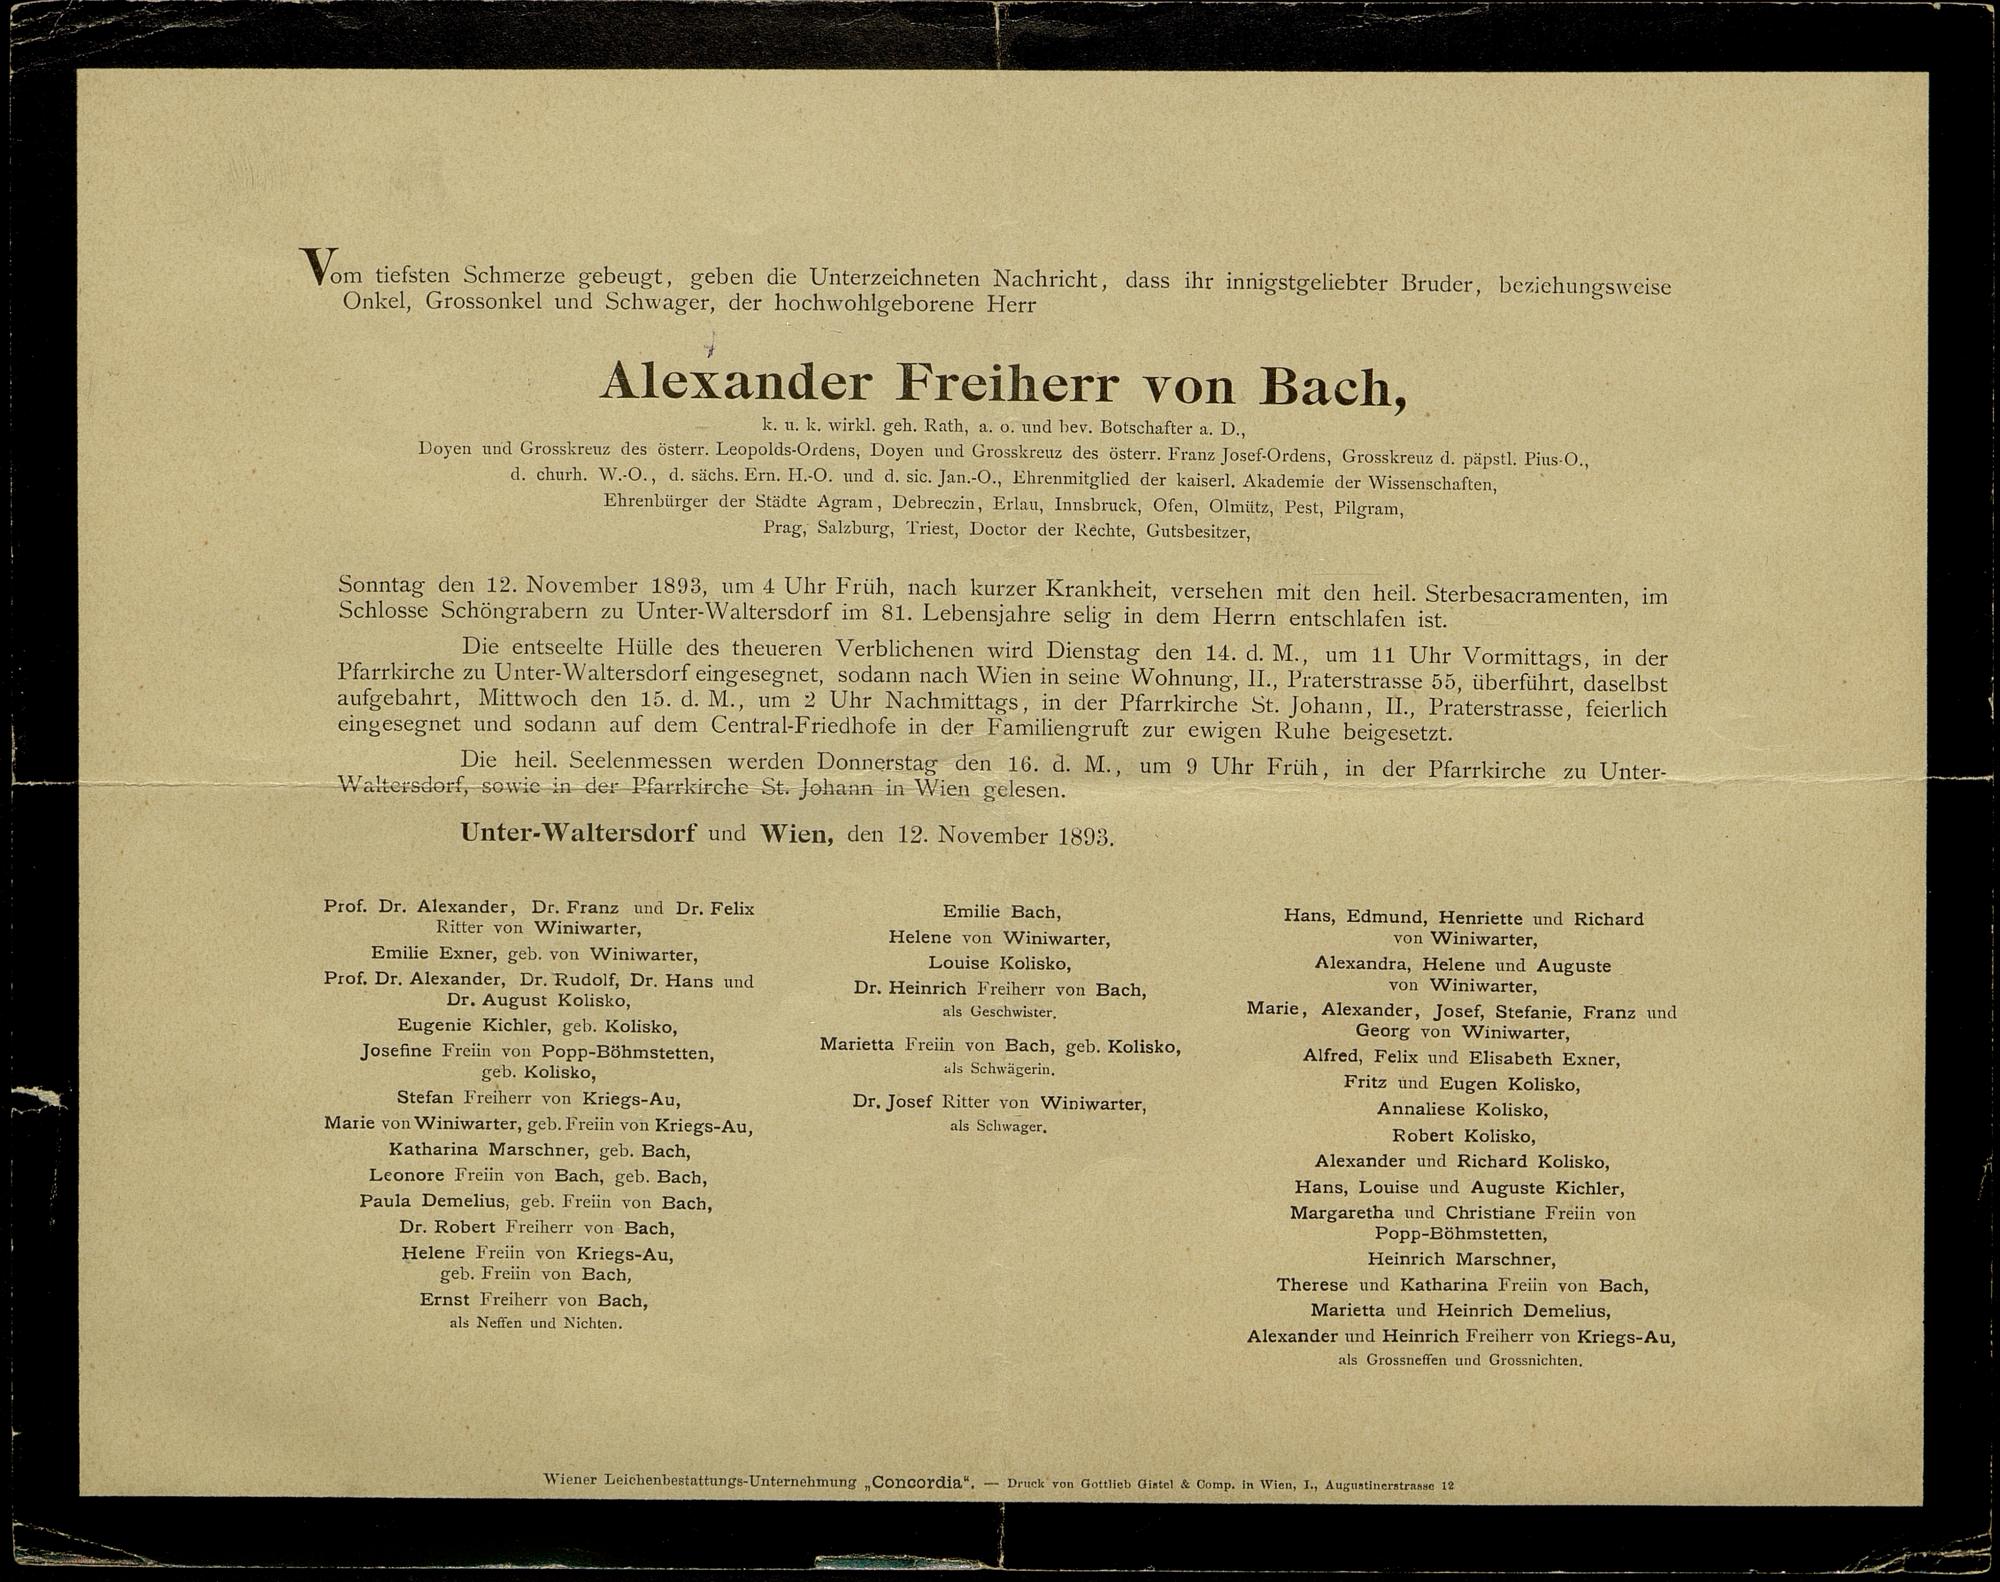 Vom tiefsten Schmerze gebeugt, geben die Unterzeichneten Nachricht, dass ihr innigstgeliebter Bruder, beziehungsweise
Onkel, Grossonkel und Schwager, der hochwohlgeborene Herr
Alexander Freiherr von Bach,
k. u. k. wirkl. geh. Rath, a. o. und bev. Botschafter a. D.,
Doyen und Grosskreuz des österr. Leopolds-Ordens, Doyen und Grosskreuz des österr. Franz Josef-Ordens, Grosskreuz d. päpstl. Pius-O.,
d. churh. W.-O., d. sächs. Ern. H.-O. und d. sic. Jan.-O., Ehrenmitglied der kaiserl. Akademie der Wissenschaften,
Ehrenbürger der Städte Agram, Debreczin, Erlau, Innsbruck, Ofen, Olmütz, Pest, Pilgram,
Prag, Salzburg, Triest, Doctor der Rechte, Gutsbesitzer,
Sonntag den 12. November 1893, um 4 Uhr Früh, nach kurzer Krankheit, versehen mit den heil. Sterbesacramenten, im
Schlosse Schöngrabern zu Unter-Waltersdorf im 81. Lebensjahre selig in dem Herrn entschlafen ist.
Die entseelte Hülle des theueren Verblichenen wird Dienstag den 14. d. M., um 11 Uhr Vormittags, in der
Pfarrkirche zu Unter-Waltersdorf eingesegnet, sodann nach Wien in seine Wohnung, II., Praterstrasse 55, überführt, daselbst
aufgebahrt, Mittwoch den 15. d. M., um 2 Uhr Nachmittags, in der Pfarrkirche St. Johann, II., Praterstrasse, feierlich
eingesegnet und sodann auf dem Central-Friedhofe in der Familiengruft zur ewigen Ruhe beigesetzt.
Die heil. Seelenmessen werden Donnerstag den 16. d. M., um 9 Uhr Früh, in der Pfarrkirche zu Unter-
Waltersdorf, sowie in der Pfarrkirche St. Johann in Wien gelesen.
Unter-Waltersdorf und Wien, den 12. November 1893.
Prof. Dr. Alexander, Dr. Franz und Dr. Felix
Ritter von Winiwarter,
Emilie Exner, geb. von Winiwarter,
Prof. Dr. Alexander, Dr. Rudolf, Dr. Hans und
Dr. August Kolisko,
Eugenie Kichler, geb. Kolisko,
Josefine Freiin von Popp-Böhmstetten,
geb. Kolisko,
Stefan Freiherr von Kriegs-Au,
Marie von Winiwarter, geb. Freiin von Kriegs-Au,
Katharina Marschner, geb. Bach,
Leonore Freiin von Bach, geb. Bach,
Paula Demelius, geb. Freiin von Bach,
Dr. Robert Freiherr von Bach,
Helene Freiin von Kriegs-Au,
geb. Freiin von Bach,
Ernst Freiherr von Bach,
als Neffen und Nichten.
Emilie Bach,
Helene von Winiwarter,
Louise Kolisko,
Dr. Heinrich Freiherr von Bach,
als Geschwister.
Marietta Freiin von Bach, geb. Kolisko,
als Schwägerin.
Dr. Josef Ritter von Winiwarter,
als Schwager.
Hans, Edmund, Henriette und Richard
von Winiwarter,
Alexandra, Helene und Auguste
von Winiwarter,
Marie, Alexander, Josef, Stefanie, Franz und
Georg von Winiwarter,
Alfred, Felix und Elisabeth Exner,
Fritz und Eugen Kolisko,
Annaliese Kolisko,
Robert Kolisko,
Alexander und Richard Kolisko,
Hans, Louise und Auguste Kichler,
Margaretha und Christiane Freiin von
Popp-Böhmstetten,
Heinrich Marschner,
Therese und Katharina Freiin von Bach,
Marietta und Heinrich Demelius,
Alexander und Heinrich Freiherr von Kriegs-Au,
als Grossneffen und Grossnichten.
Wiener Leichenbestattungs-Unternehmung „Concordia“. — Druck von Gottlieb Gistel & Comp. in Wien, I., Augustinerstrasse 12